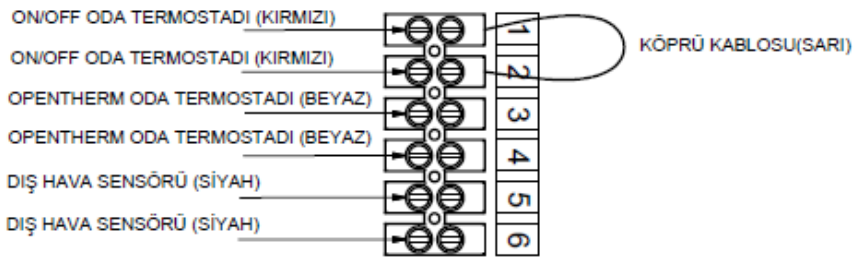 ON/OFF ODA TERMOSTADI (KIRMIZI)
1
KÖPRÜ KABLOSU(SARI)
ON/OFF ODA TERMOSTADI (KIRMIZI)
2
OPENTHERM ODA TERMOSTADI (BEYAZ)
3
OPENTHERM ODA TERMOSTADI (BEYAZ)
4
DIŞ HAVA SENSÖRÜ (SİYAH)
5
DIŞ HAVA SENSÖRÜ (SİYAH)
6